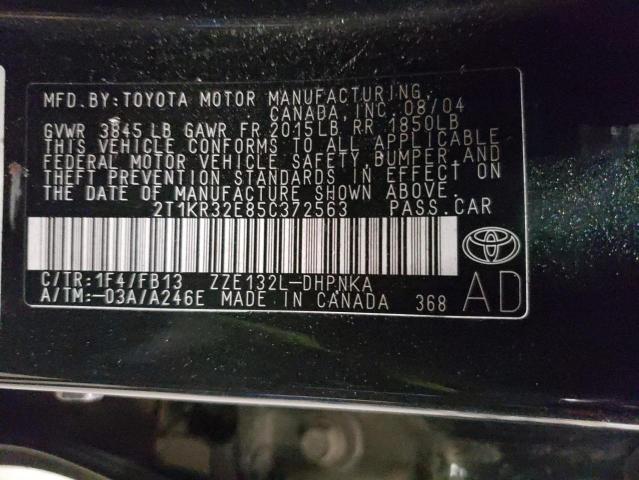 MFD. BY: TOYOTA MOTOR MANUFACTURING,
CANADA, INC. 08/04
GVWR 3845 LB GAWR FR 2015LB, RR 1850LB
THIS VEHICLE CONFORMS TO ALL APPLICABLE
FEDERAL MOTOR VEHICLE SAFETY, BUMPER, AND
THEFT PREVENTION STANDARDS IN EFFECT ON
THE DATE OF MANUFACTURE SHOWN ABOVE.
2T1KR32E85C372563 PASS.CAR
C/TR:1F4/FB13 ZZE132L-DHPNKA
A/TM:-03A/A246E MADE IN CANADA 368
AD